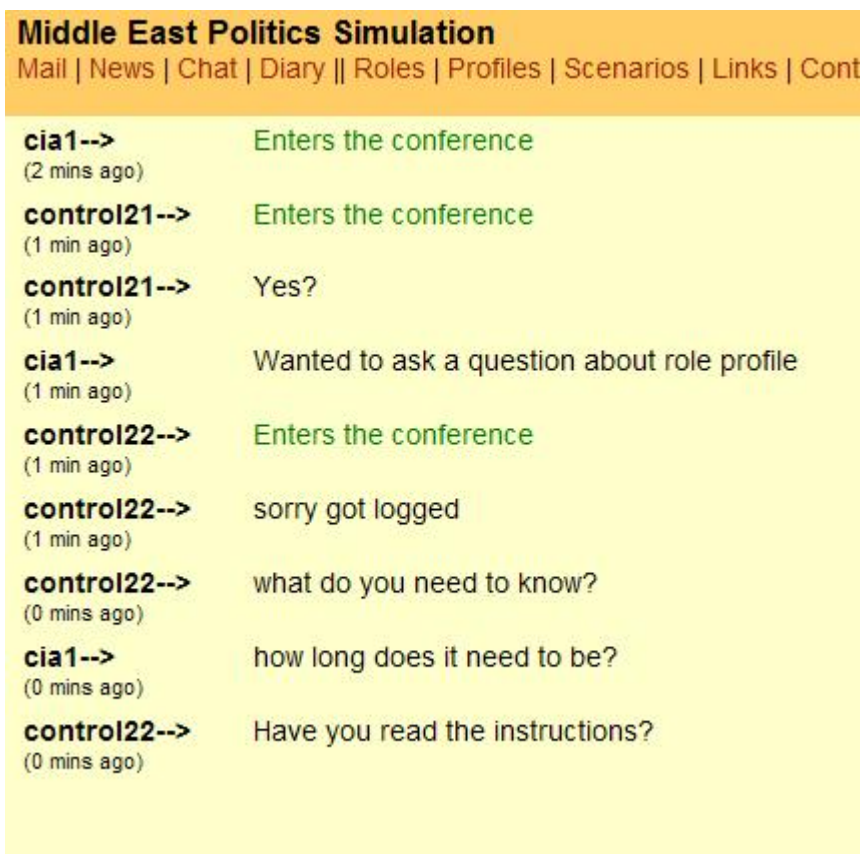 Middle East Politics Simulation
Mail | News | Chat | Diary || Roles | Profiles | Scenarios | Links | Cont
cia1--> Enters the conference
(2 mins ago)
control21--> Enters the conference
(1 min ago)
control21--> Yes?
(1 min ago)
cia1--> Wanted to ask a question about role profile
(1 min ago)
control22--> Enters the conference
(1 min ago)
control22--> sorry got logged
(1 min ago)
control22--> what do you need to know?
(0 mins ago)
cia1--> how long does it need to be?
(0 mins ago)
control22--> Have you read the instructions?
(0 mins ago)